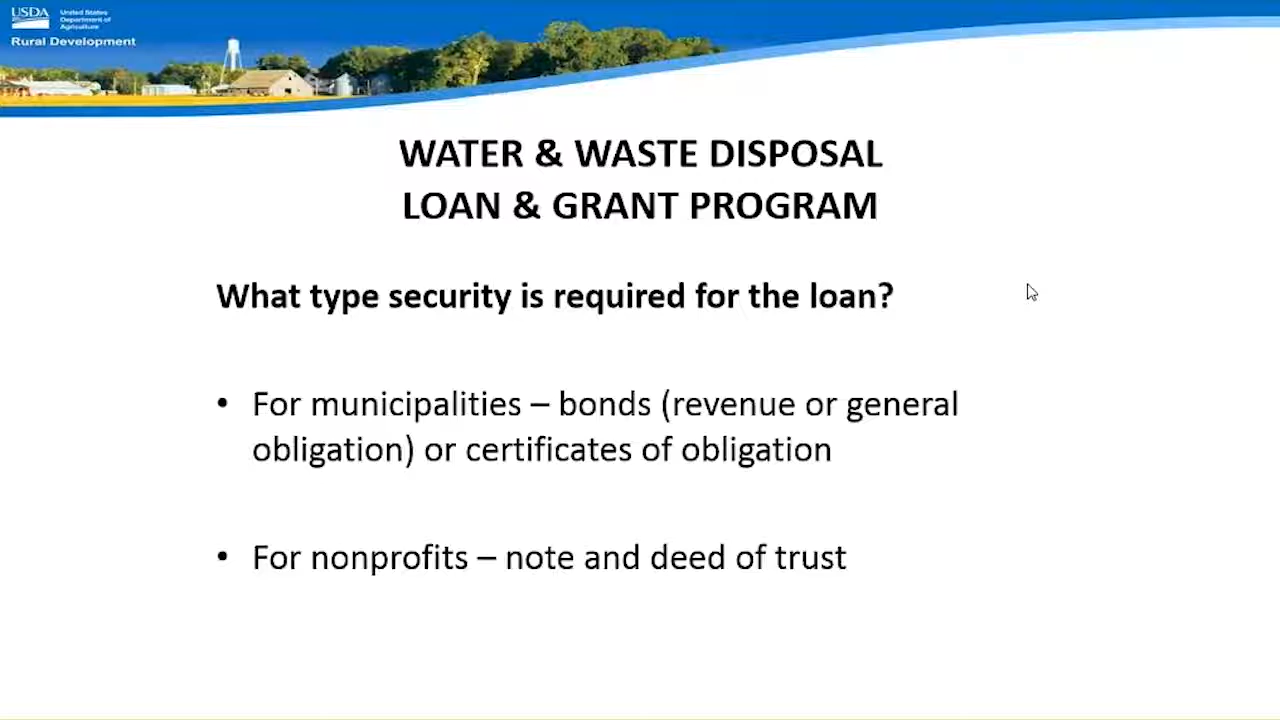 USDA
United States
Department of
Agriculture
Rural Development
WATER & WASTE DISPOSAL
LOAN & GRANT PROGRAM
What type security is required for the loan?
• For municipalities – bonds (revenue or general
obligation) or certificates of obligation
• For nonprofits – note and deed of trust